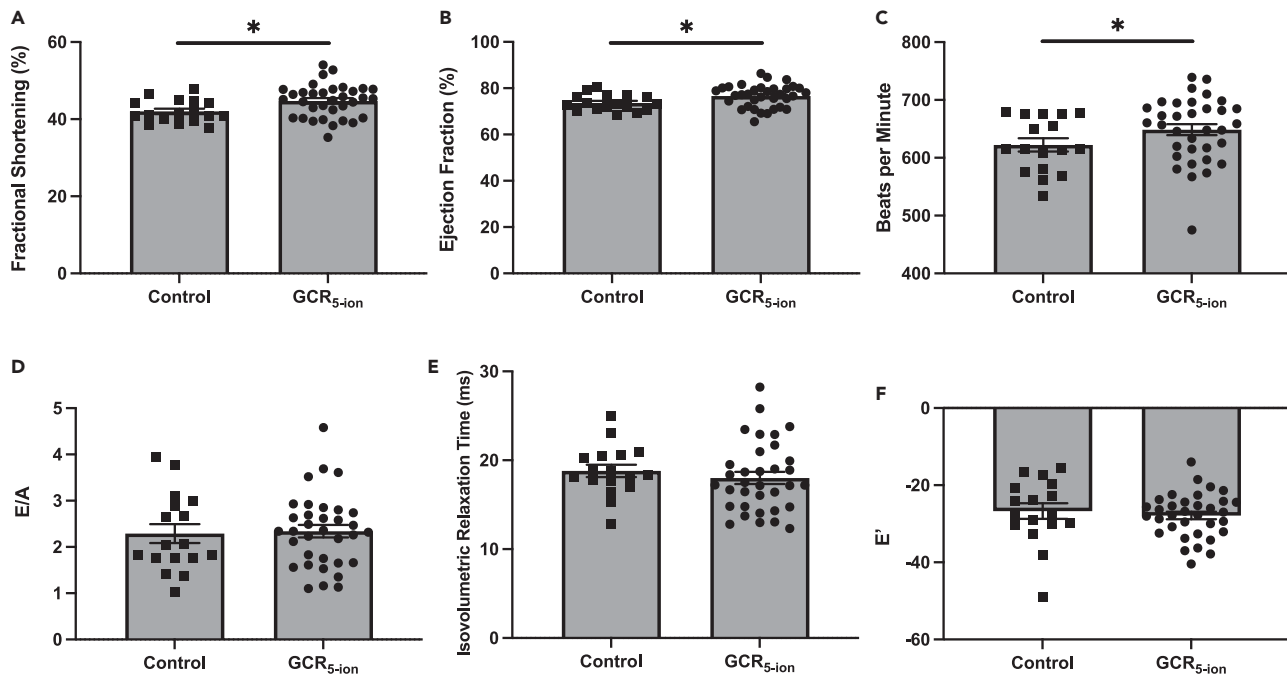 A
Fractional Shortening (%)
60
40
20
0
*
Control
GCR5-ion
B
Ejection Fraction (%)
100
80
60
40
20
0
*
Control
GCR5-ion
C
Beats per Minute
800
700
600
500
400
*
Control
GCR5-ion
D
E/A
5
4
3
2
1
0
Control
GCR5-ion
E
Isovolumetric Relaxation Time (ms)
30
20
10
0
Control
GCR5-ion
F
E’
0
-20
-40
-60
Control
GCR5-ion